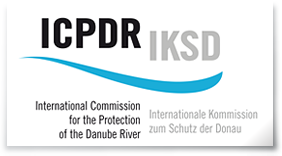 ICPDR IKSD
International Commission
for the Protection
of the Danube River
Internationale Kommission
zum Schutz der Donau